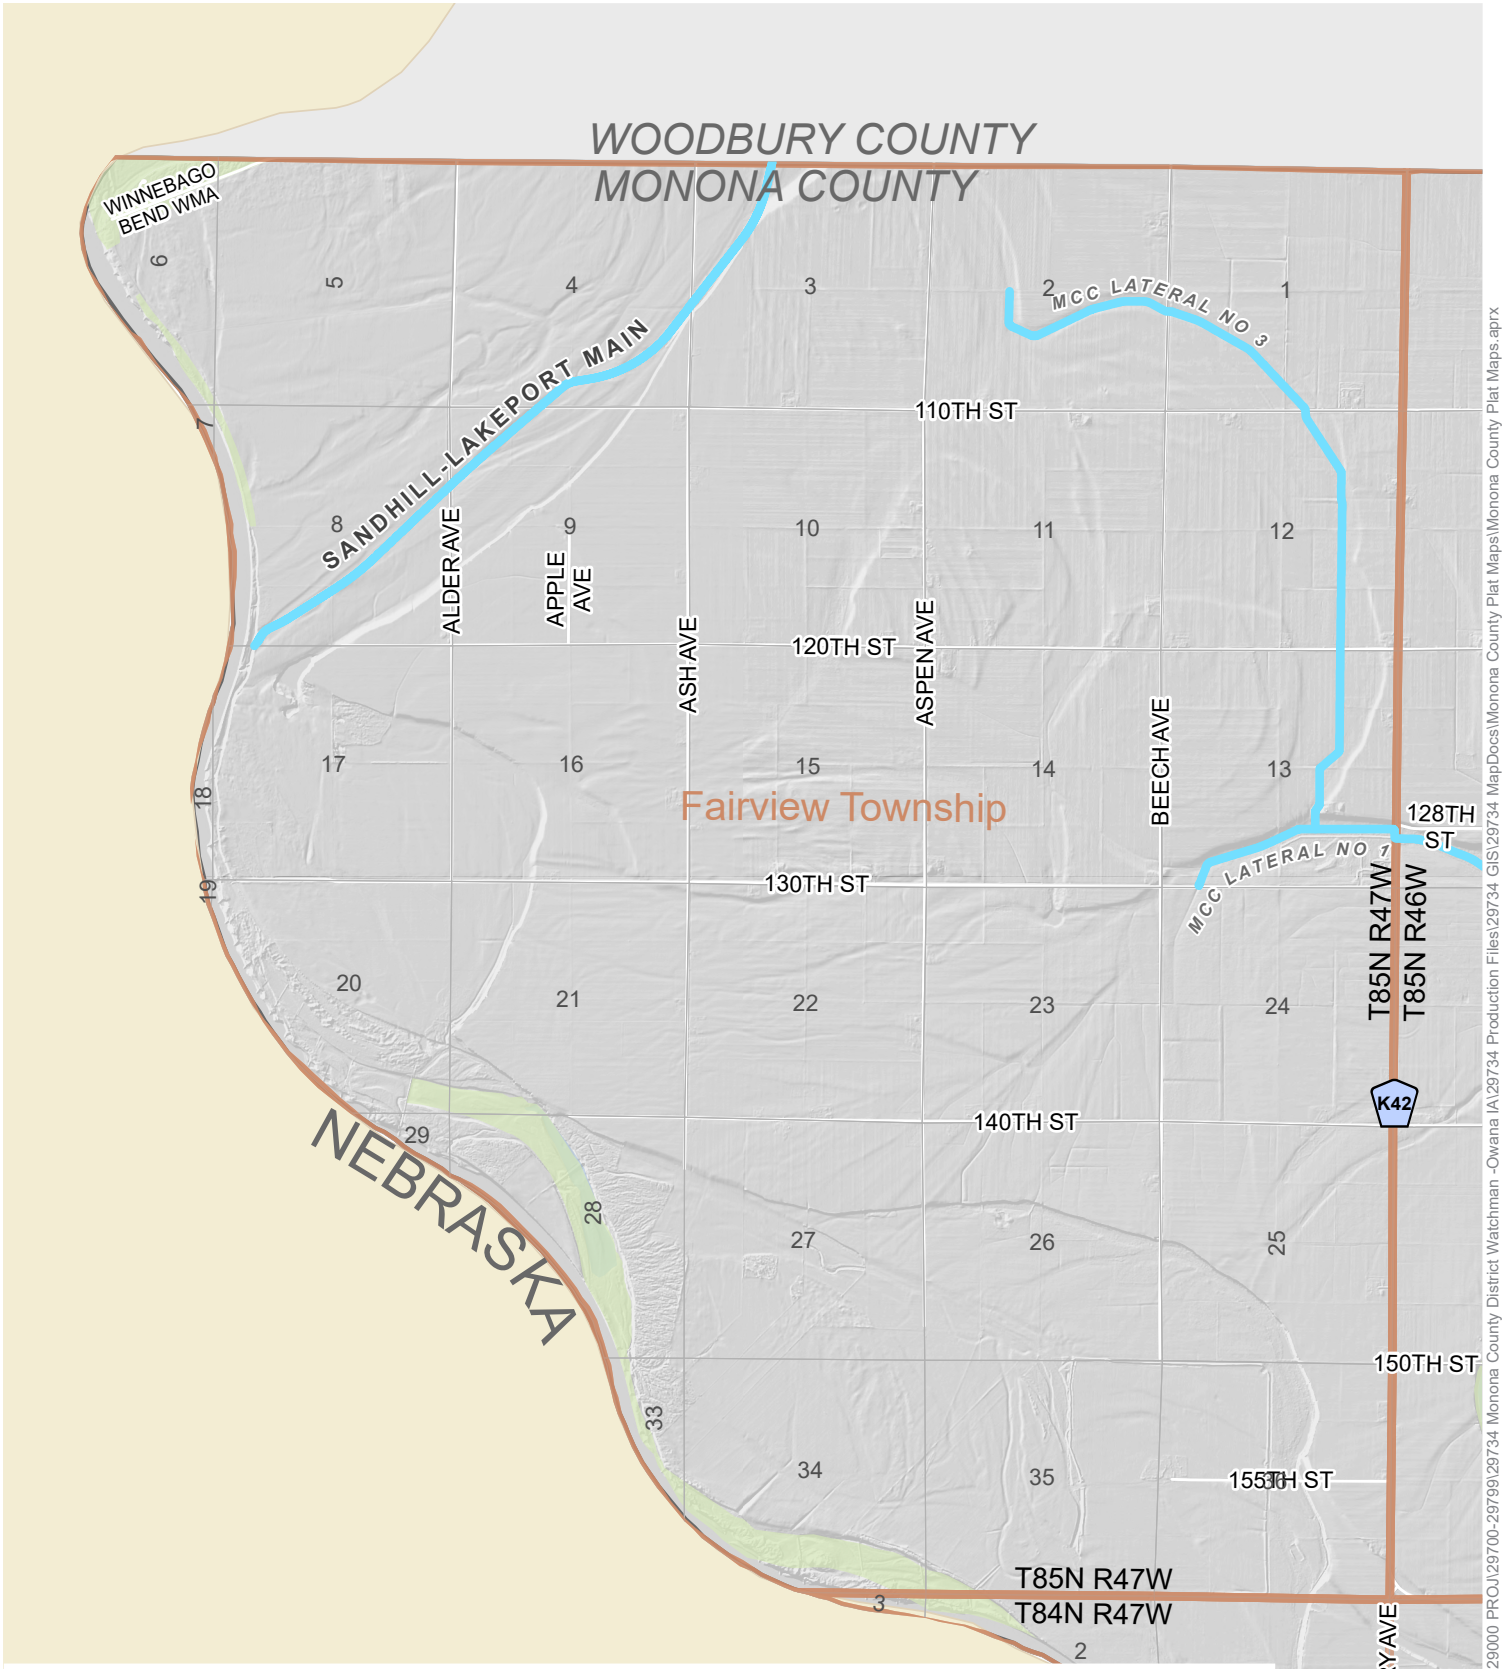 WOODBURY COUNTY
MONONA COUNTY
WINNEBAGO
BEND WMA
6
5
4
3
2
1
MCC LATERAL NO 3
SANDHILL-LAKEPORT MAIN
110TH ST
7
8
9
10
11
12
ALDER AVE
APPLE
AVE
ASH AVE
ASPEN AVE
120TH ST
BEECH AVE
17
16
15
14
13
18
Fairview Township
128TH
ST
MCC LATERAL NO 1
19
130TH ST
T85N R47W
T85N R46W
20
21
22
23
24
K42
140TH ST
29
NEBRASKA
28
27
26
25
150TH ST
33
34
35
36
155TH ST
T85N R47W
T84N R47W
3
2
Y AVE
29000 PROJ\29700-29799\29734 Monona County District Watchman -Owana IA\29734 Production Files\29734 GIS\29734 MapDocs\Monona County Plat Maps\Monona County Plat Maps.aprx